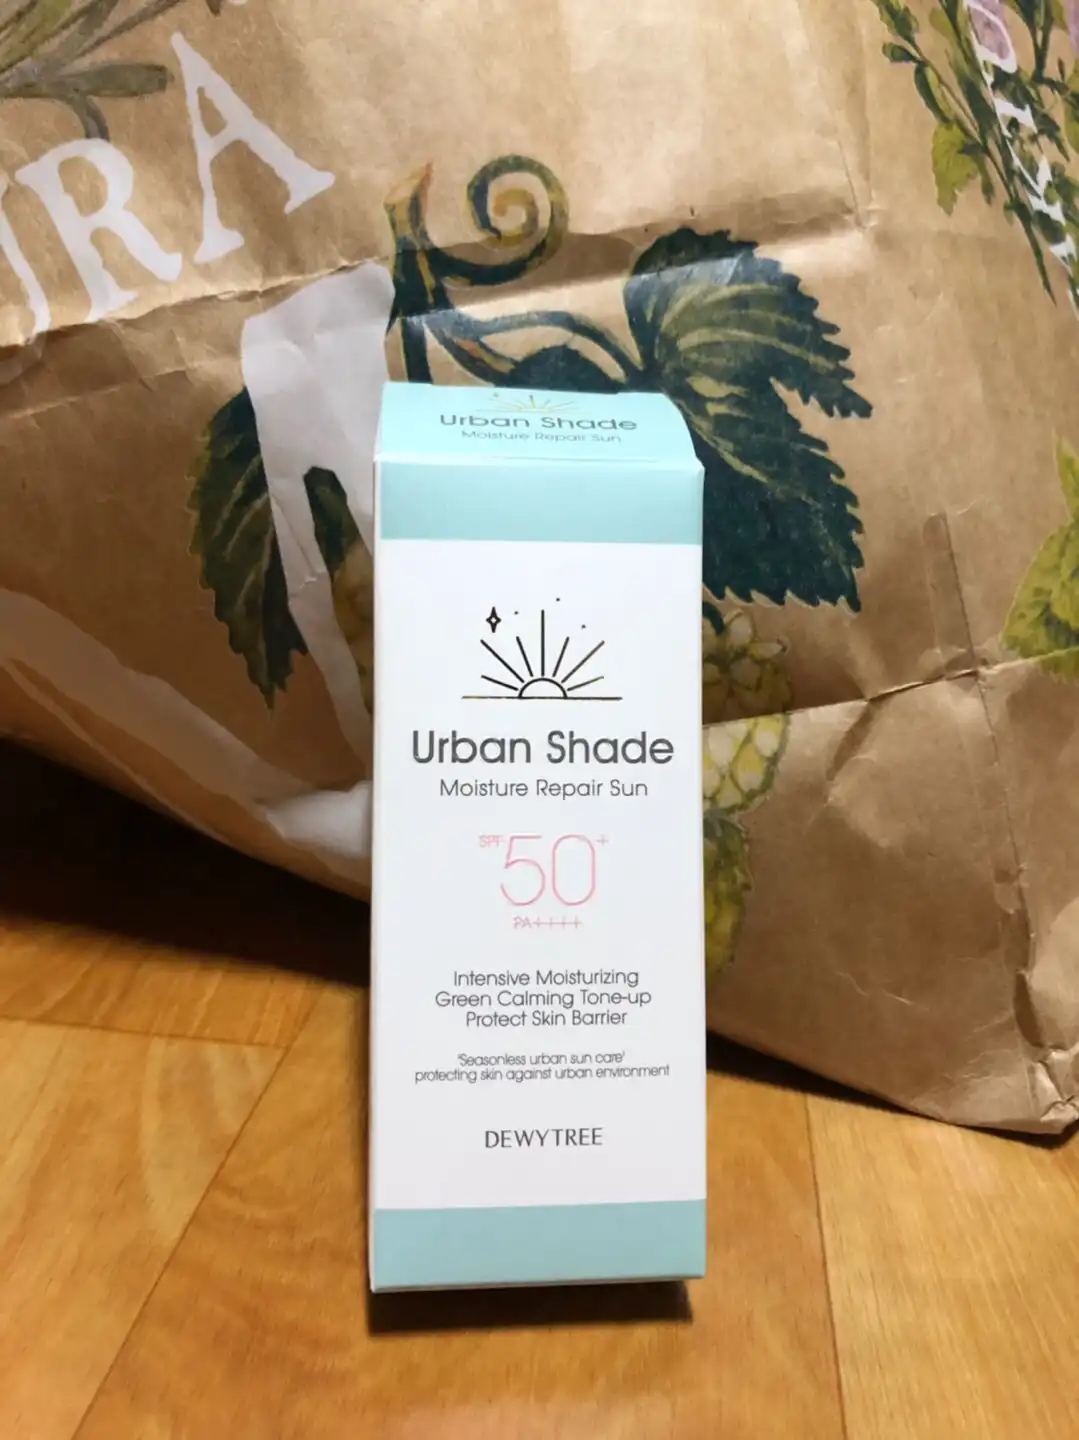 URA
Urban Shade
Moisture Repair Sun
Urban Shade
Moisture Repair Sun
SPF 50+
PA++++
Intensive Moisturizing
Green Calming Tone-up
Protect Skin Barrier
'Seasonless urban sun care'
protecting skin against urban environment
DEWYTREE